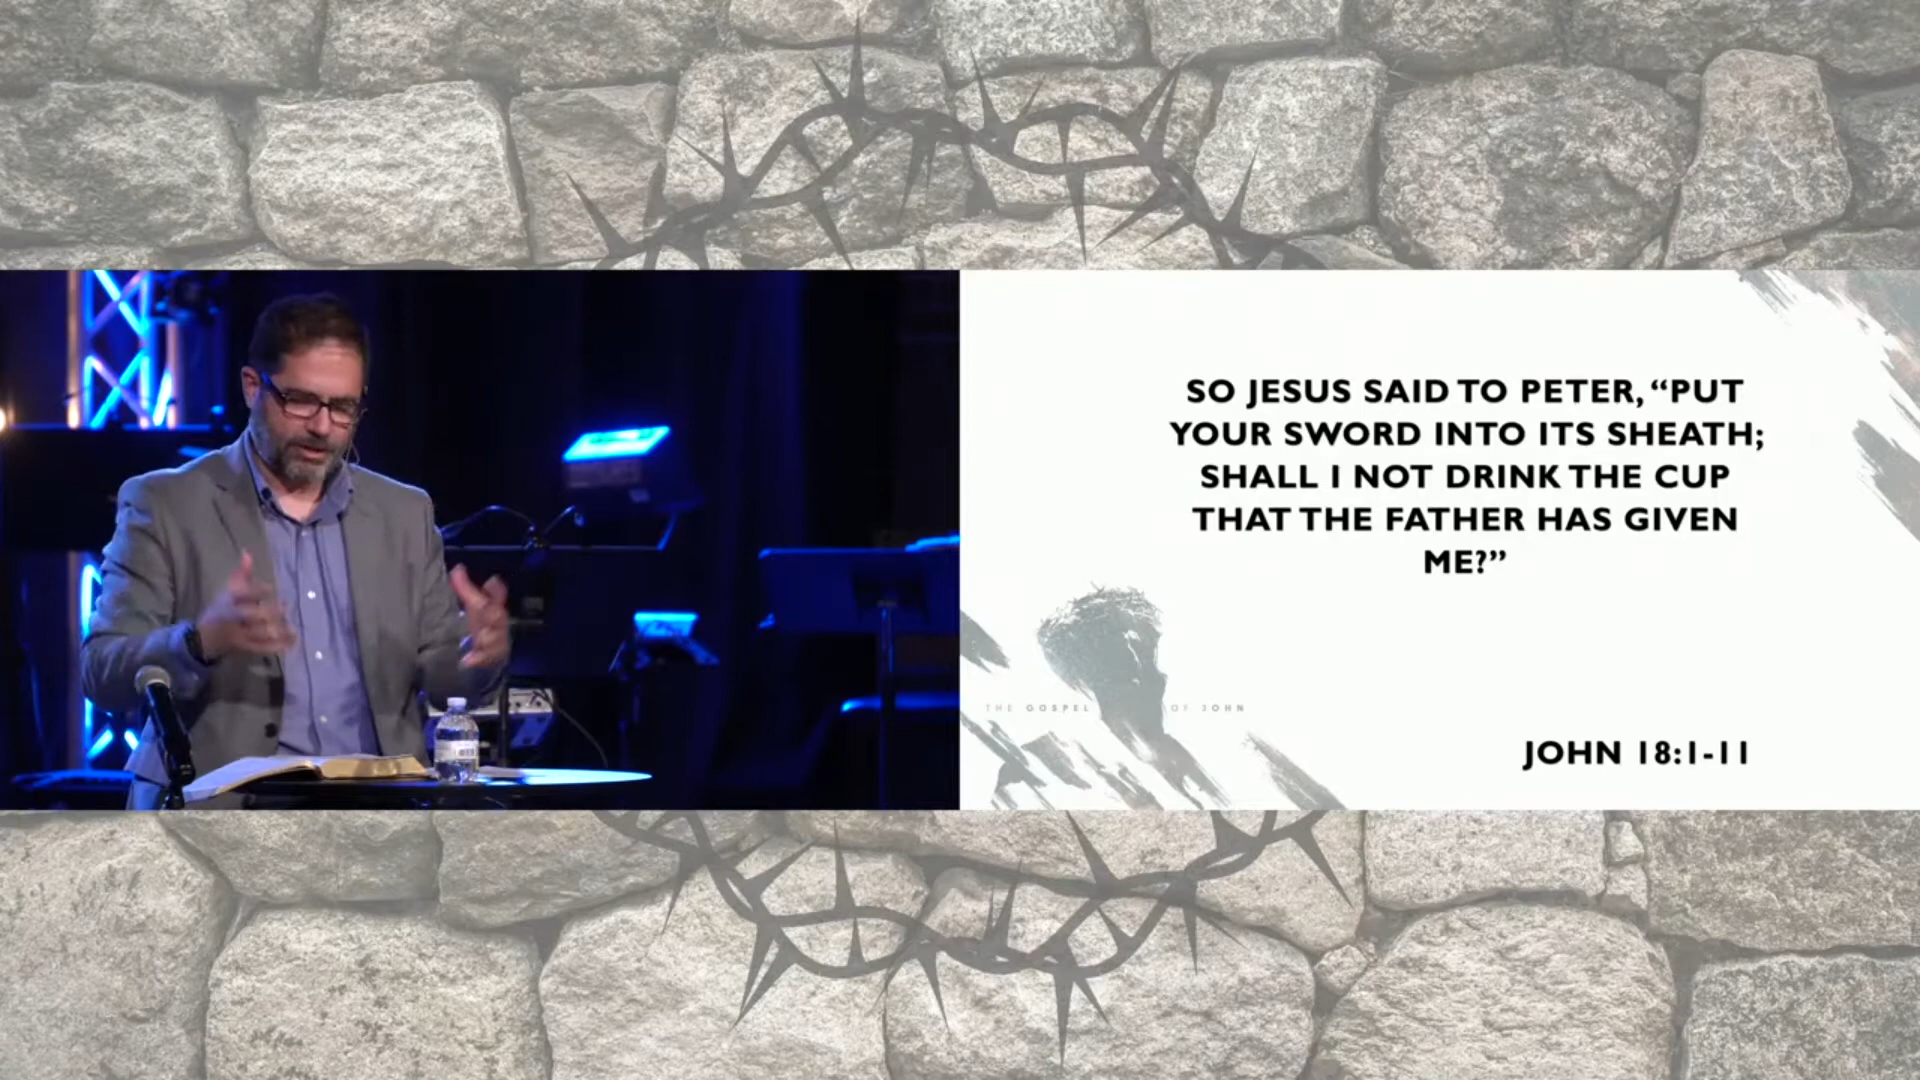 SO JESUS SAID TO PETER, “PUT
YOUR SWORD INTO ITS SHEATH;
SHALL I NOT DRINK THE CUP
THAT THE FATHER HAS GIVEN
ME?”
THE GOSPEL OF JOHN
JOHN 18:1-11